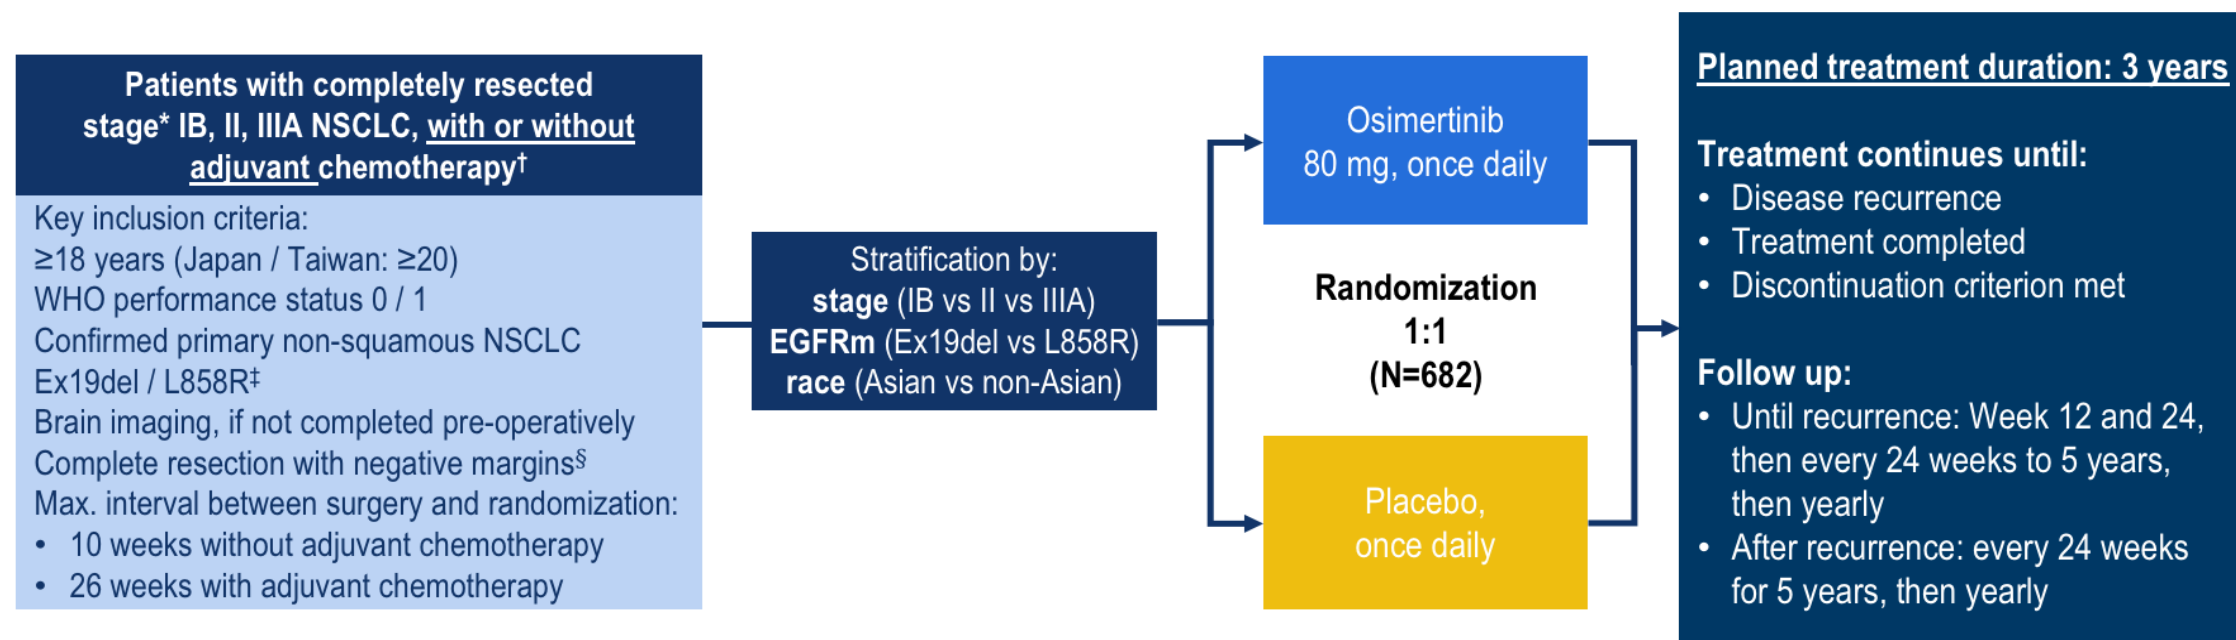 Patients with completely resected
stage* IB, II, IIIA NSCLC, with or without
adjuvant chemotherapy†
Key inclusion criteria:
≥18 years (Japan / Taiwan: ≥20)
WHO performance status 0 / 1
Confirmed primary non-squamous NSCLC
Ex19del / L858R‡
Brain imaging, if not completed pre-operatively
Complete resection with negative margins§
Max. interval between surgery and randomization:
• 10 weeks without adjuvant chemotherapy
• 26 weeks with adjuvant chemotherapy
Stratification by:
stage (IB vs II vs IIIA)
EGFRm (Ex19del vs L858R)
race (Asian vs non-Asian)
Osimertinib
80 mg, once daily
Randomization
1:1
(N=682)
Placebo,
once daily
Planned treatment duration: 3 years
Treatment continues until:
• Disease recurrence
• Treatment completed
• Discontinuation criterion met
Follow up:
• Until recurrence: Week 12 and 24,
then every 24 weeks to 5 years,
then yearly
• After recurrence: every 24 weeks
for 5 years, then yearly